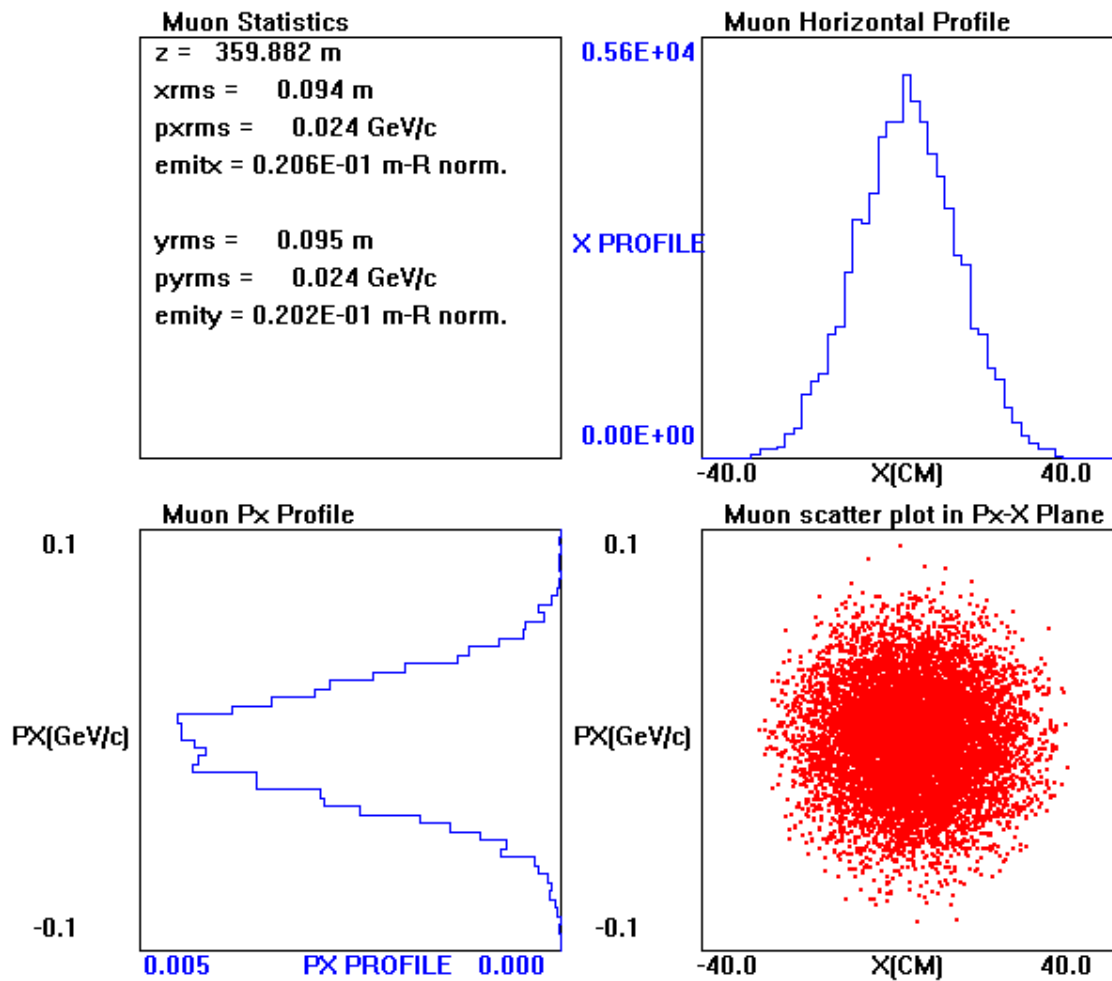 Muon Statistics
z = 359.882 m
xrms = 0.094 m
pxrms = 0.024 GeV/c
emitx = 0.206E-01 m-R norm.
yrms = 0.095 m
pyrms = 0.024 GeV/c
emity = 0.202E-01 m-R norm.
Muon Horizontal Profile
0.56E+04
X PROFILE
0.00E+00
-40.0 X(CM) 40.0
Muon Px Profile
0.1
PX(GeV/c)
-0.1
0.005 PX PROFILE 0.000
Muon scatter plot in Px-X Plane
0.1
PX(GeV/c)
-0.1
-40.0 X(CM) 40.0